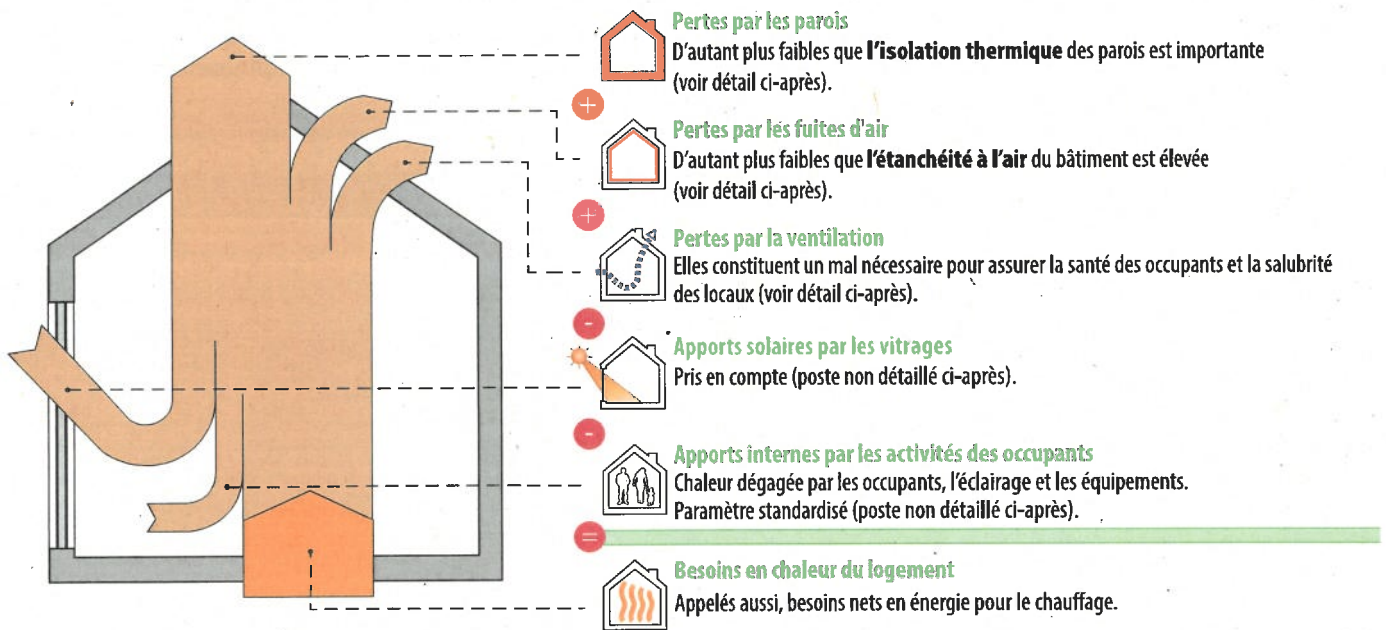 Pertes par les parois
D'autant plus faibles que l'isolation thermique des parois est importante
(voir détail ci-après).
+
Pertes par les fuites d'air
D'autant plus faibles que l'étanchéité à l'air du bâtiment est élevée
(voir détail ci-après).
+
Pertes par la ventilation
Elles constituent un mal nécessaire pour assurer la santé des occupants et la salubrité
des locaux (voir détail ci-après).
-
Apports solaires par les vitrages
Pris en compte (poste non détaillé ci-après).
-
Apports internes par les activités des occupants
Chaleur dégagée par les occupants, l'éclairage et les équipements.
Paramètre standardisé (poste non détaillé ci-après).
=
Besoins en chaleur du logement
Appelés aussi, besoins nets en énergie pour le chauffage.